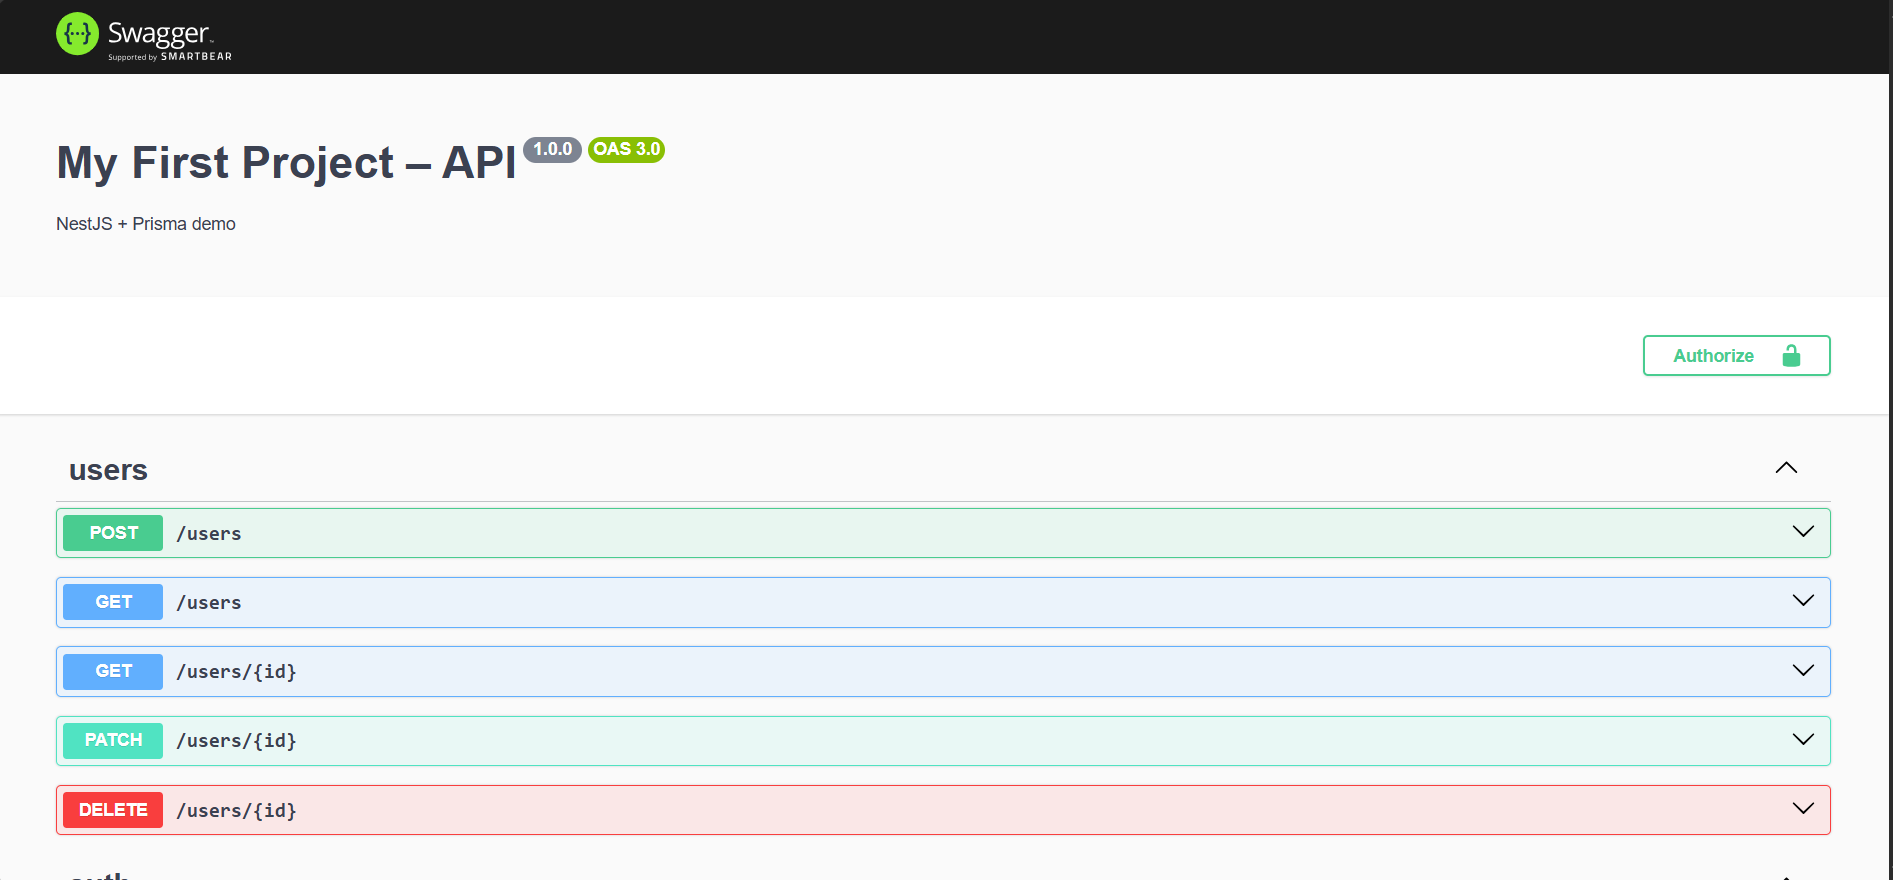 {···} Swagger
Supported by SMARTBEAR
My First Project – API 1.0.0 OAS 3.0
NestJS + Prisma demo
Authorize
users
POST /users
GET /users
GET /users/{id}
PATCH /users/{id}
DELETE /users/{id}